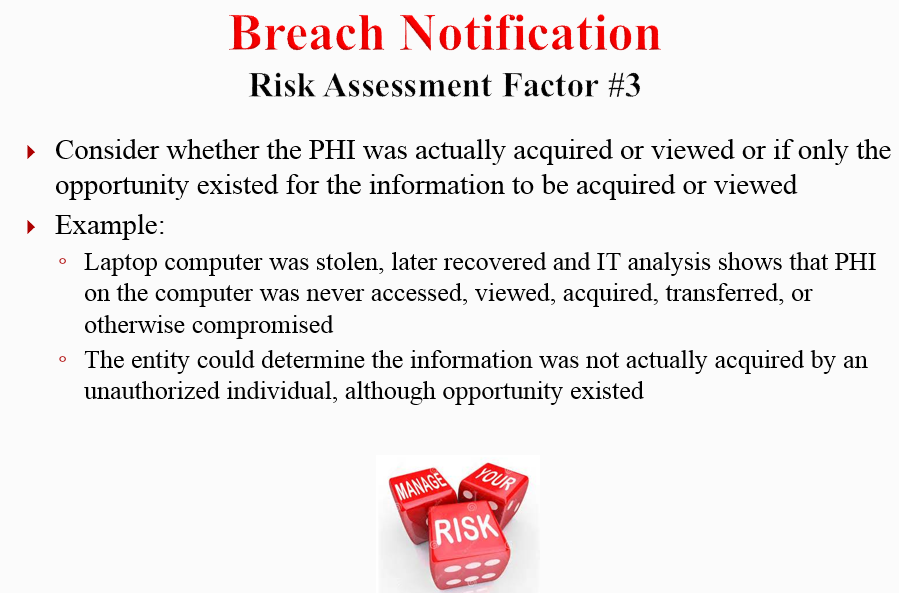 Breach Notification
Risk Assessment Factor #3
Consider whether the PHI was actually acquired or viewed or if only the
opportunity existed for the information to be acquired or viewed
Example:
Laptop computer was stolen, later recovered and IT analysis shows that PHI
on the computer was never accessed, viewed, acquired, transferred, or
otherwise compromised
The entity could determine the information was not actually acquired by an
unauthorized individual, although opportunity existed
MANAGE
YOUR
RISK